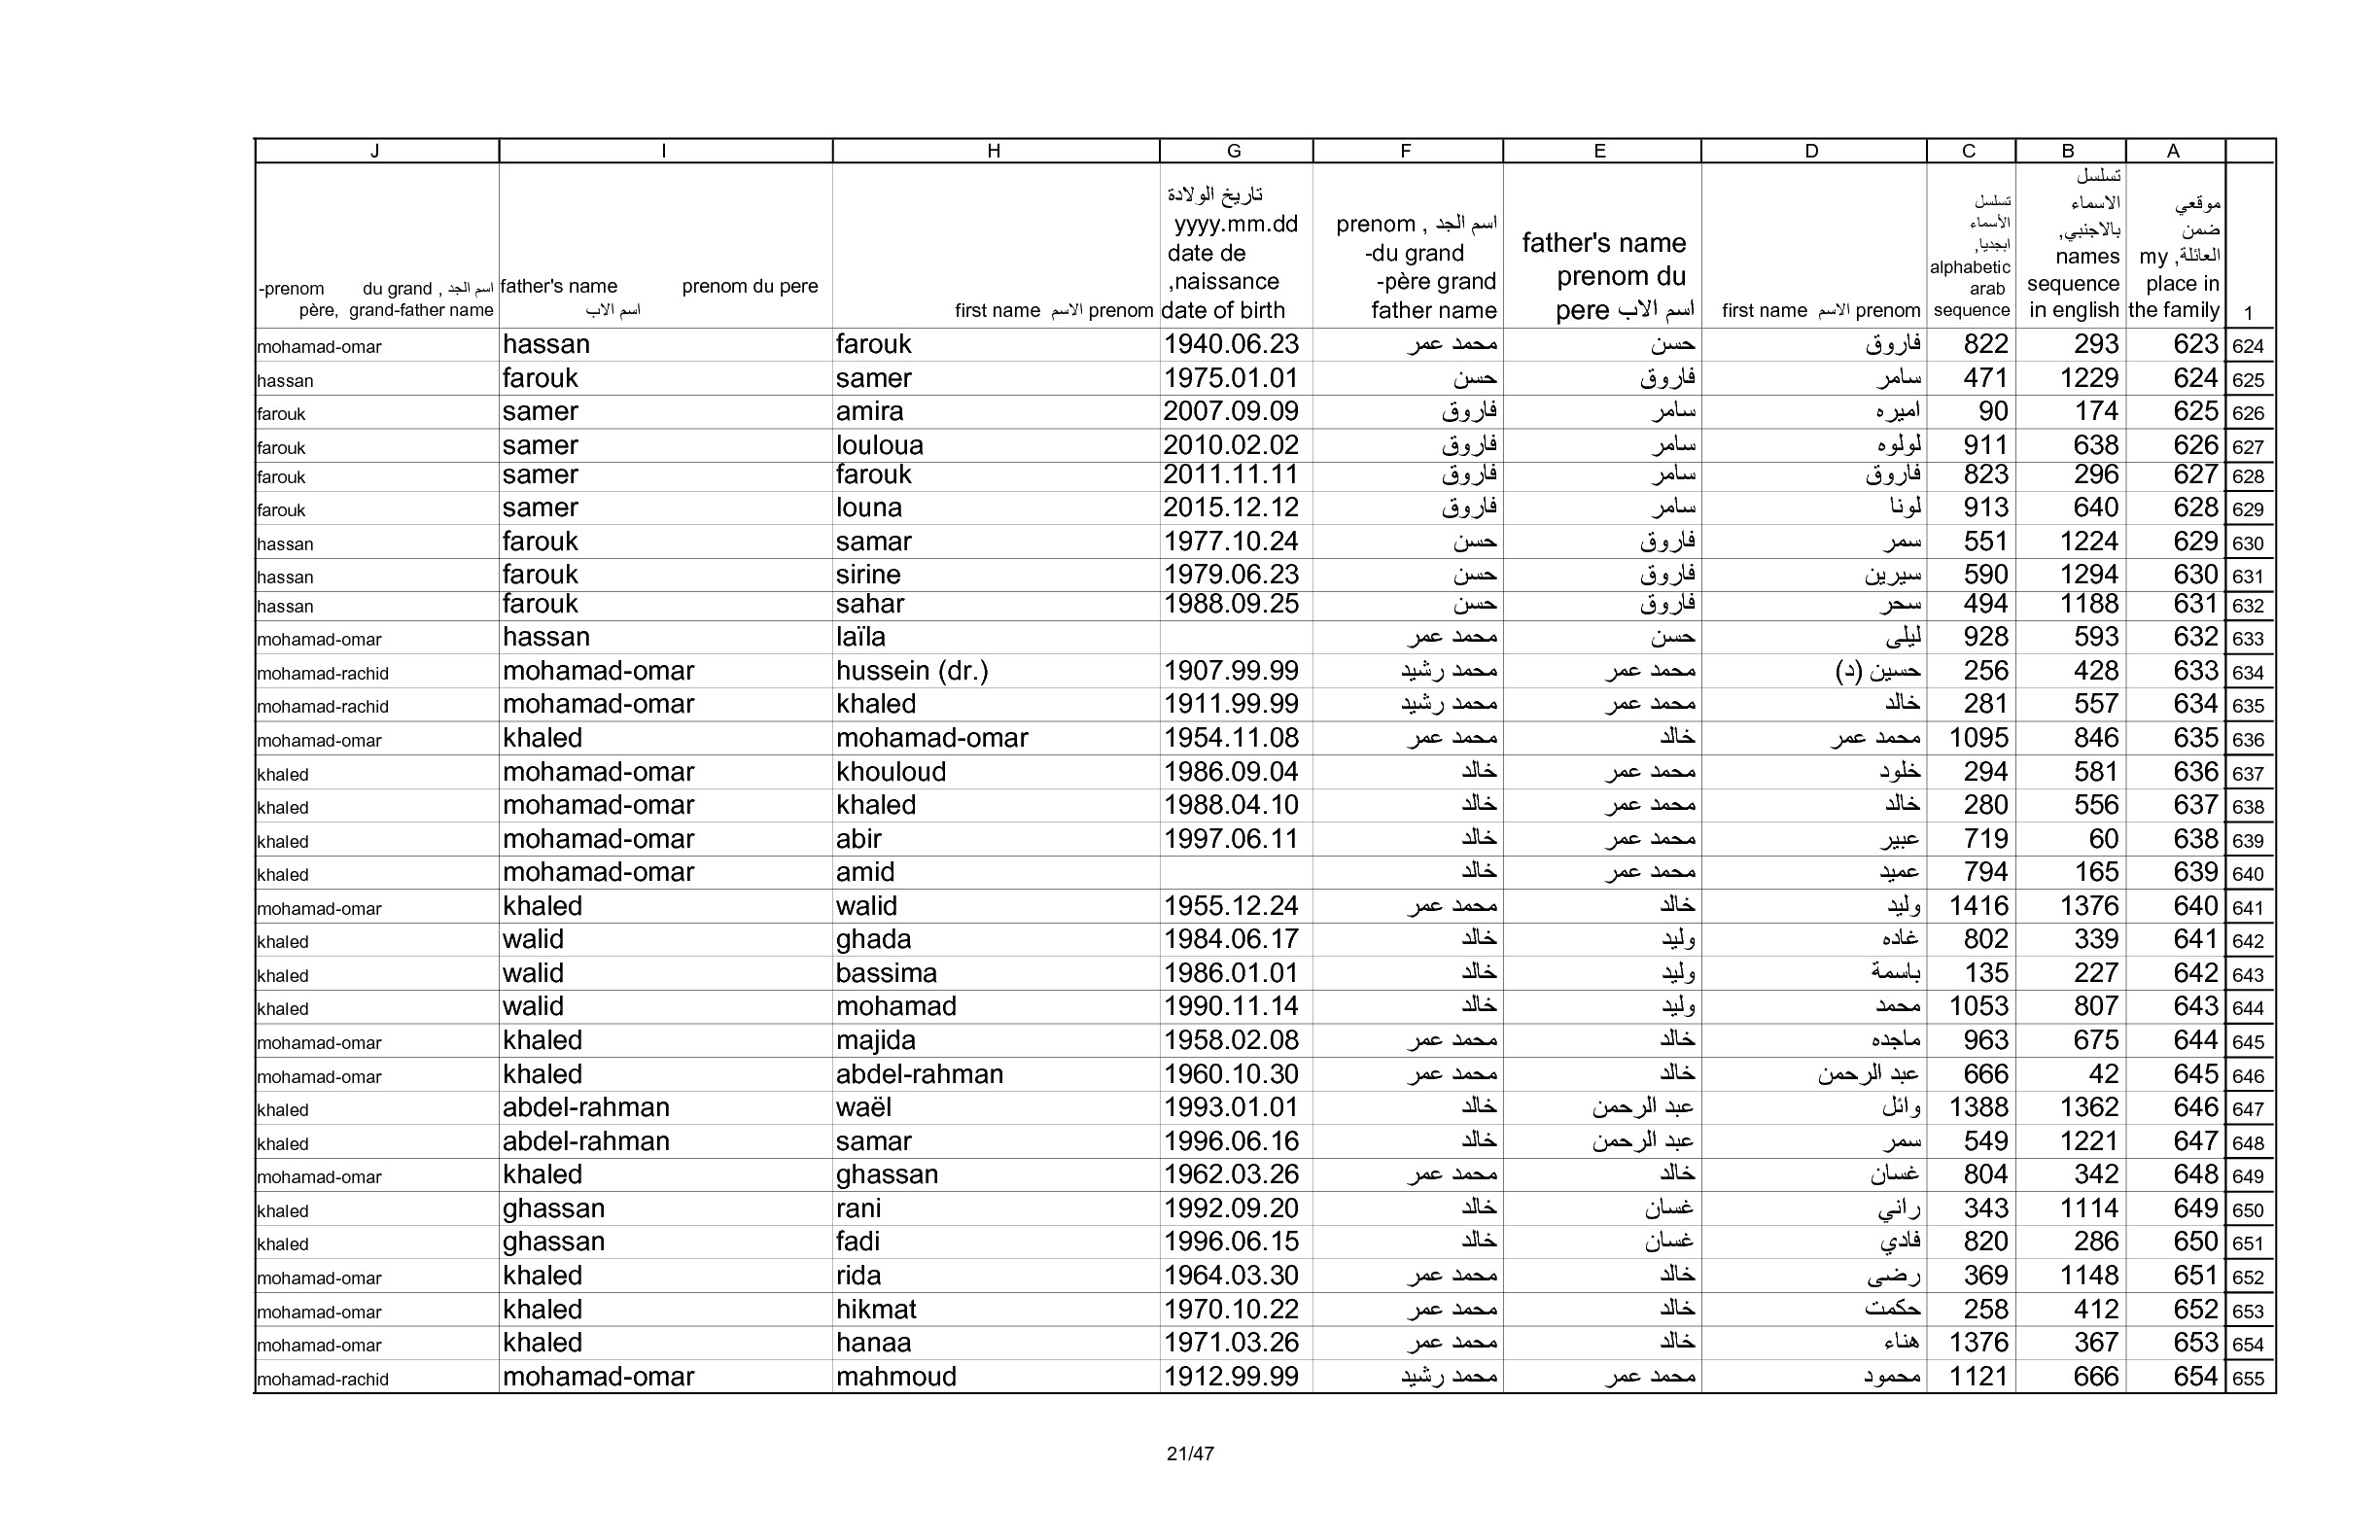 J I H G F E D C B A
-prenom du grand , اسم الجد père, grand-father name | father's name prenom du pere اسم الاب | first name الاسم prenom | تاريخ الولادة yyyy.mm.dd date de ,naissance date of birth | prenom , اسم الجد -du grand -père grand father name | father's name prenom du pere اسم الاب | first name الاسم prenom | تسلسل الأسماء ابجديا, alphabetic arab sequence | تسلسل الاسماء بالاجنبي, names sequence in english | موقعي ضمن العائلة, my place in the family | 1
mohamad-omar hassan farouk 1940.06.23 محمد عمر حسن فاروق 822 293 623 624
hassan farouk samer 1975.01.01 حسن فاروق سامر 471 1229 624 625
farouk samer amira 2007.09.09 فاروق سامر اميره 90 174 625 626
farouk samer louloua 2010.02.02 فاروق سامر لولوه 911 638 626 627
farouk samer farouk 2011.11.11 فاروق سامر فاروق 823 296 627 628
farouk samer louna 2015.12.12 فاروق سامر لونا 913 640 628 629
hassan farouk samar 1977.10.24 حسن فاروق سمر 551 1224 629 630
hassan farouk sirine 1979.06.23 حسن فاروق سيرين 590 1294 630 631
hassan farouk sahar 1988.09.25 حسن فاروق سحر 494 1188 631 632
mohamad-omar hassan laïla محمد عمر حسن ليلى 928 593 632 633
mohamad-rachid mohamad-omar hussein (dr.) 1907.99.99 محمد رشيد محمد عمر حسين (د) 256 428 633 634
mohamad-rachid mohamad-omar khaled 1911.99.99 محمد رشيد محمد عمر خالد 281 557 634 635
mohamad-omar khaled mohamad-omar 1954.11.08 محمد عمر خالد محمد عمر 1095 846 635 636
khaled mohamad-omar khouloud 1986.09.04 خالد محمد عمر خلود 294 581 636 637
khaled mohamad-omar khaled 1988.04.10 خالد محمد عمر خالد 280 556 637 638
khaled mohamad-omar abir 1997.06.11 خالد محمد عمر عبير 719 60 638 639
khaled mohamad-omar amid خالد محمد عمر عميد 794 165 639 640
mohamad-omar khaled walid 1955.12.24 محمد عمر خالد وليد 1416 1376 640 641
khaled walid ghada 1984.06.17 خالد وليد غاده 802 339 641 642
khaled walid bassima 1986.01.01 خالد وليد باسمة 135 227 642 643
khaled walid mohamad 1990.11.14 خالد وليد محمد 1053 807 643 644
mohamad-omar khaled majida 1958.02.08 محمد عمر خالد ماجده 963 675 644 645
mohamad-omar khaled abdel-rahman 1960.10.30 محمد عمر خالد عبد الرحمن 666 42 645 646
khaled abdel-rahman waël 1993.01.01 خالد عبد الرحمن وائل 1388 1362 646 647
khaled abdel-rahman samar 1996.06.16 خالد عبد الرحمن سمر 549 1221 647 648
mohamad-omar khaled ghassan 1962.03.26 محمد عمر خالد غسان 804 342 648 649
khaled ghassan rani 1992.09.20 خالد غسان راني 343 1114 649 650
khaled ghassan fadi 1996.06.15 خالد غسان فادي 820 286 650 651
mohamad-omar khaled rida 1964.03.30 محمد عمر خالد رضى 369 1148 651 652
mohamad-omar khaled hikmat 1970.10.22 محمد عمر خالد حكمت 258 412 652 653
mohamad-omar khaled hanaa 1971.03.26 محمد عمر خالد هناء 1376 367 653 654
mohamad-rachid mohamad-omar mahmoud 1912.99.99 محمد رشيد محمد عمر محمود 1121 666 654 655
21/47